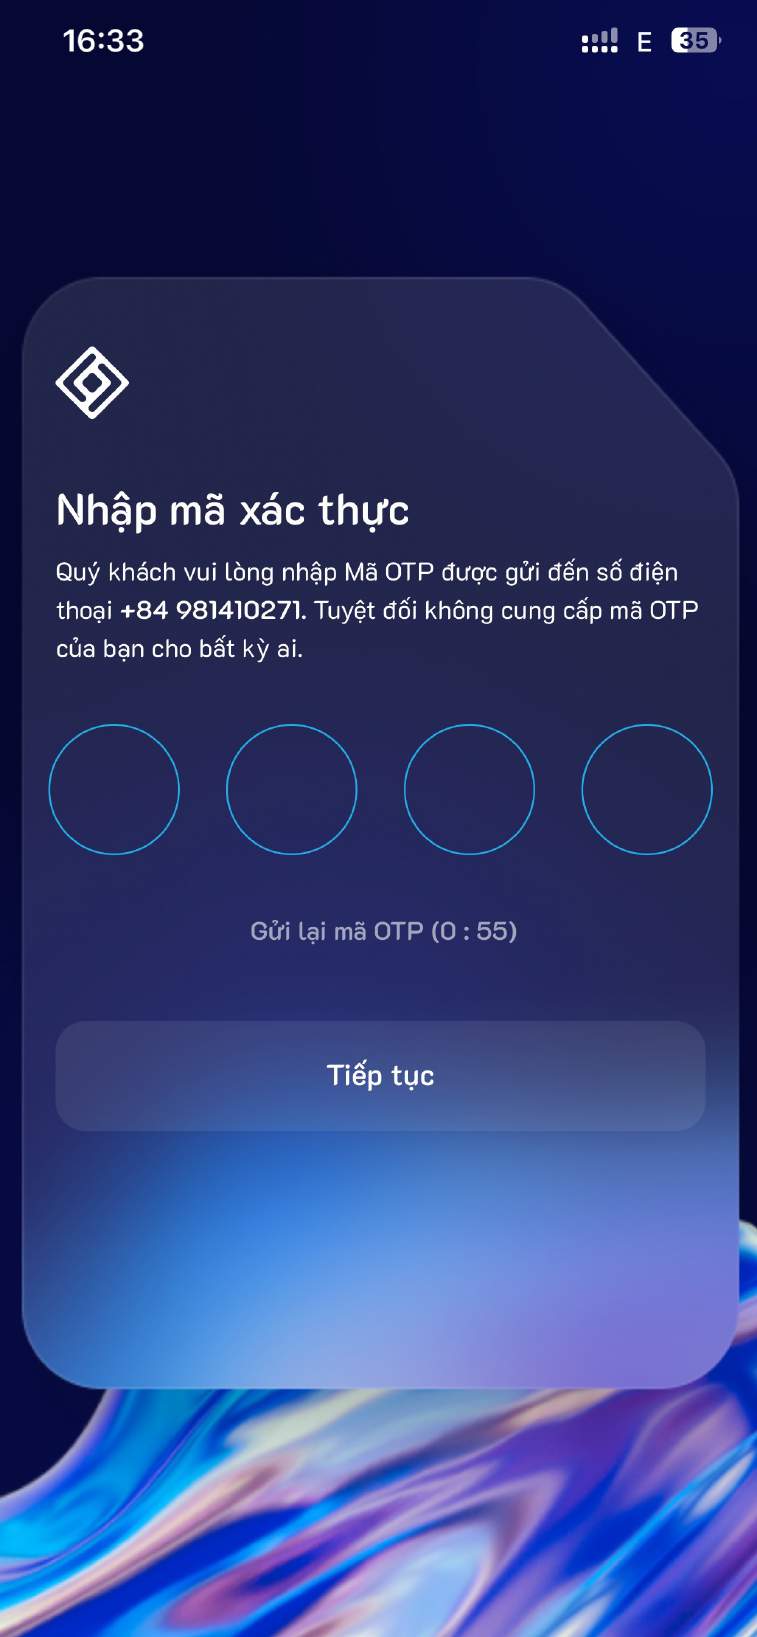 16:33
E
35
Nhập mã xác thực
Quý khách vui lòng nhập Mã OTP được gửi đến số điện
thoại +84 981410271. Tuyệt đối không cung cấp mã OTP
của bạn cho bất kỳ ai.
Gửi lại mã OTP (0 : 55)
Tiếp tục